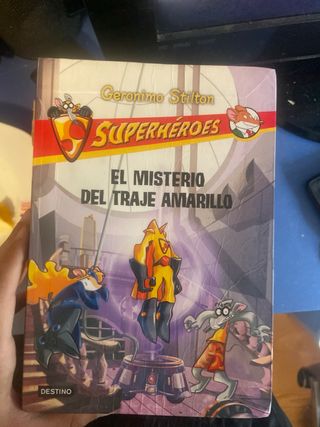 Geronimo Stilton
SUPERHÉROES
EL MISTERIO
DEL TRAJE AMARILLO
DESTINO